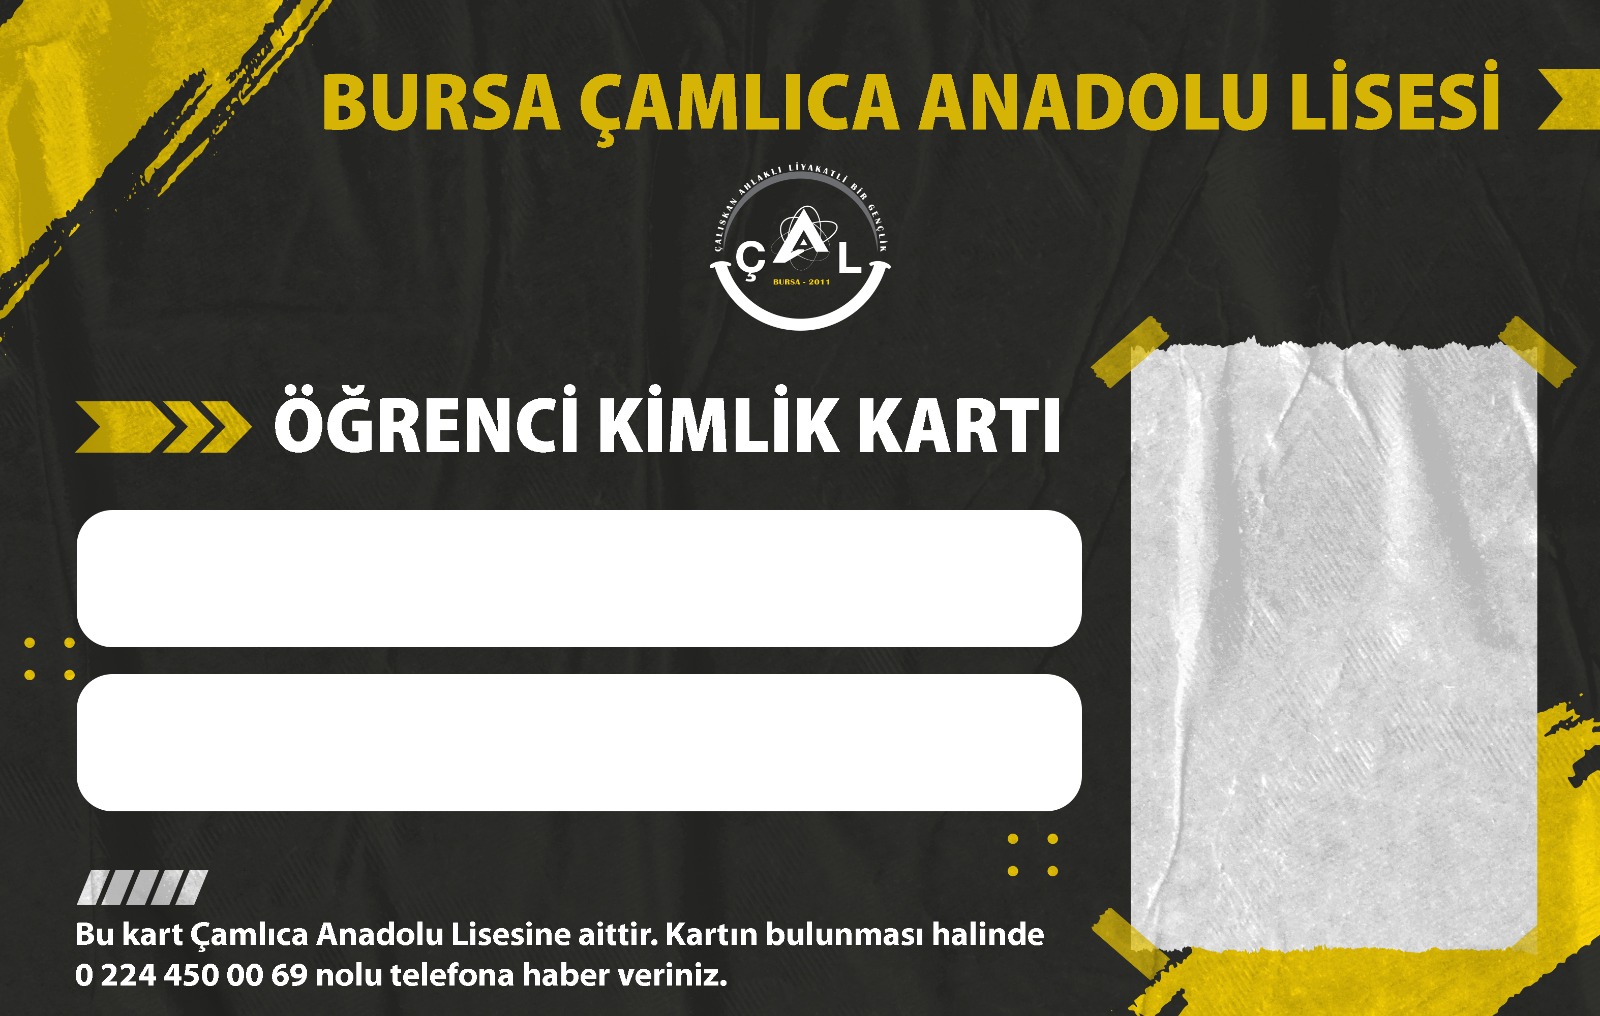 BURSA ÇAMLICA ANADOLU LİSESİ
ÇALIŞKAN AHLAKLI LİYAKATLİ BİR GENÇLİK
ÇAL
BURSA - 2011
ÖĞRENCİ KİMLİK KARTI
Bu kart Çamlıca Anadolu Lisesine aittir. Kartın bulunması halinde
0 224 450 00 69 nolu telefona haber veriniz.